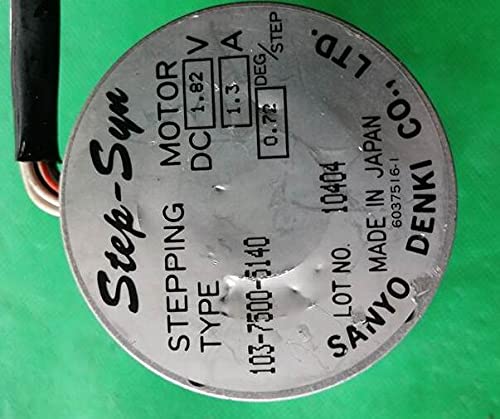 Step-Syn
STEPPING MOTOR
TYPE DC 1.82 V
103-7500-5140 1.3 A
0.72 DEG/STEP
LOT NO. 10404
MADE IN JAPAN
6037516-1
SANYO DENKI CO., LTD.